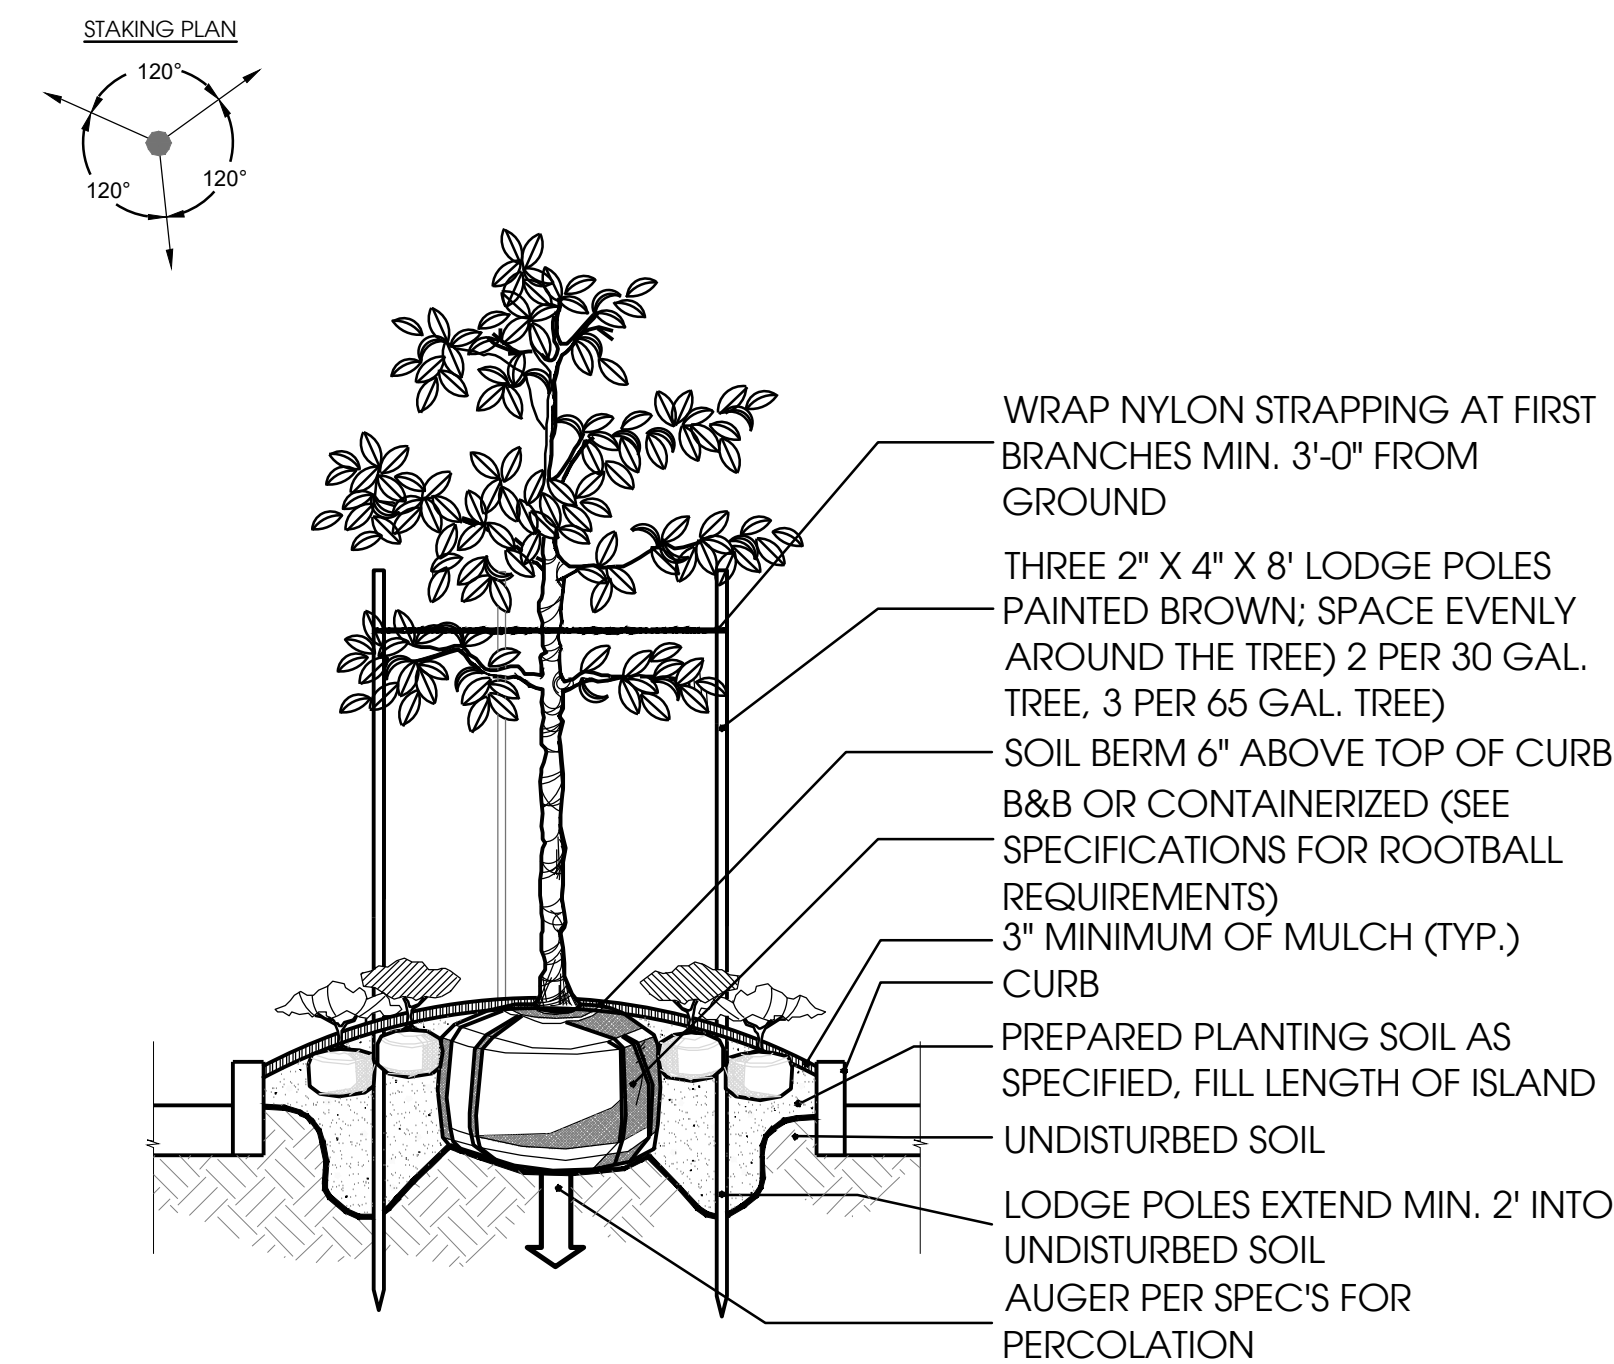 STAKING PLAN
120°
120°
120°
WRAP NYLON STRAPPING AT FIRST
BRANCHES MIN. 3'-0" FROM
GROUND
THREE 2" X 4" X 8' LODGE POLES
PAINTED BROWN; SPACE EVENLY
AROUND THE TREE) 2 PER 30 GAL.
TREE, 3 PER 65 GAL. TREE)
SOIL BERM 6" ABOVE TOP OF CURB
B&B OR CONTAINERIZED (SEE
SPECIFICATIONS FOR ROOTBALL
REQUIREMENTS)
3" MINIMUM OF MULCH (TYP.)
CURB
PREPARED PLANTING SOIL AS
SPECIFIED, FILL LENGTH OF ISLAND
UNDISTURBED SOIL
LODGE POLES EXTEND MIN. 2' INTO
UNDISTURBED SOIL
AUGER PER SPEC'S FOR
PERCOLATION